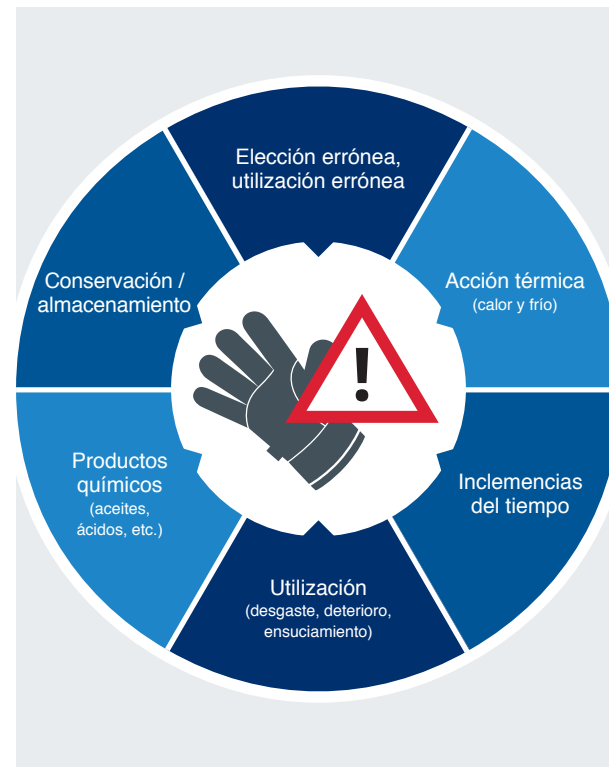 Elección errónea,
utilización errónea
Acción térmica
(calor y frío)
Inclemencias
del tiempo
Utilización
(desgaste, deterioro,
ensuciamiento)
Productos
químicos
(aceites,
ácidos, etc.)
Conservación /
almacenamiento
!